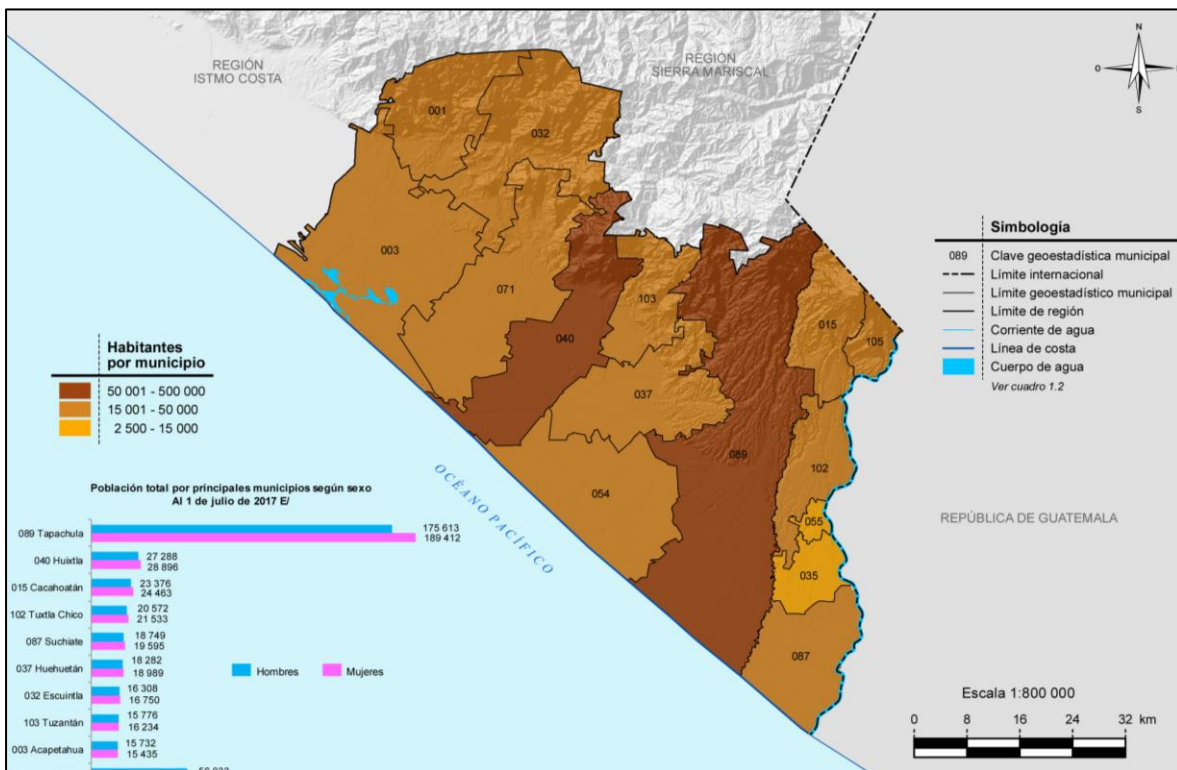 REGIÓN
ISTMO COSTA
REGIÓN
SIERRA MARISCAL
N
O
S
001
032
003
071
040
103
037
054
089
015
105
102
055
035
087
Simbología
089 Clave geoestadística municipal
Límite internacional
Límite geoestadístico municipal
Límite de región
Corriente de agua
Línea de costa
Cuerpo de agua
Ver cuadro 1.2
Habitantes
por municipio
50 001 - 500 000
15 001 - 50 000
2 500 - 15 000
OCÉANO PACÍFICO
REPÚBLICA DE GUATEMALA
Población total por principales municipios según sexo
Al 1 de julio de 2017 E/
089 Tapachula 175 613
189 412
040 Huixtla 27 288
28 896
015 Cacahoatán 23 376
24 463
102 Tuxtla Chico 20 572
21 533
087 Suchiate 18 749
19 595
037 Huehuetán 18 282
18 989
032 Escuintla 16 308
16 750
103 Tuzantán 15 776
16 234
003 Acapetahua 15 732
15 435
Hombres Mujeres
Escala 1:800 000
0 8 16 24 32 km